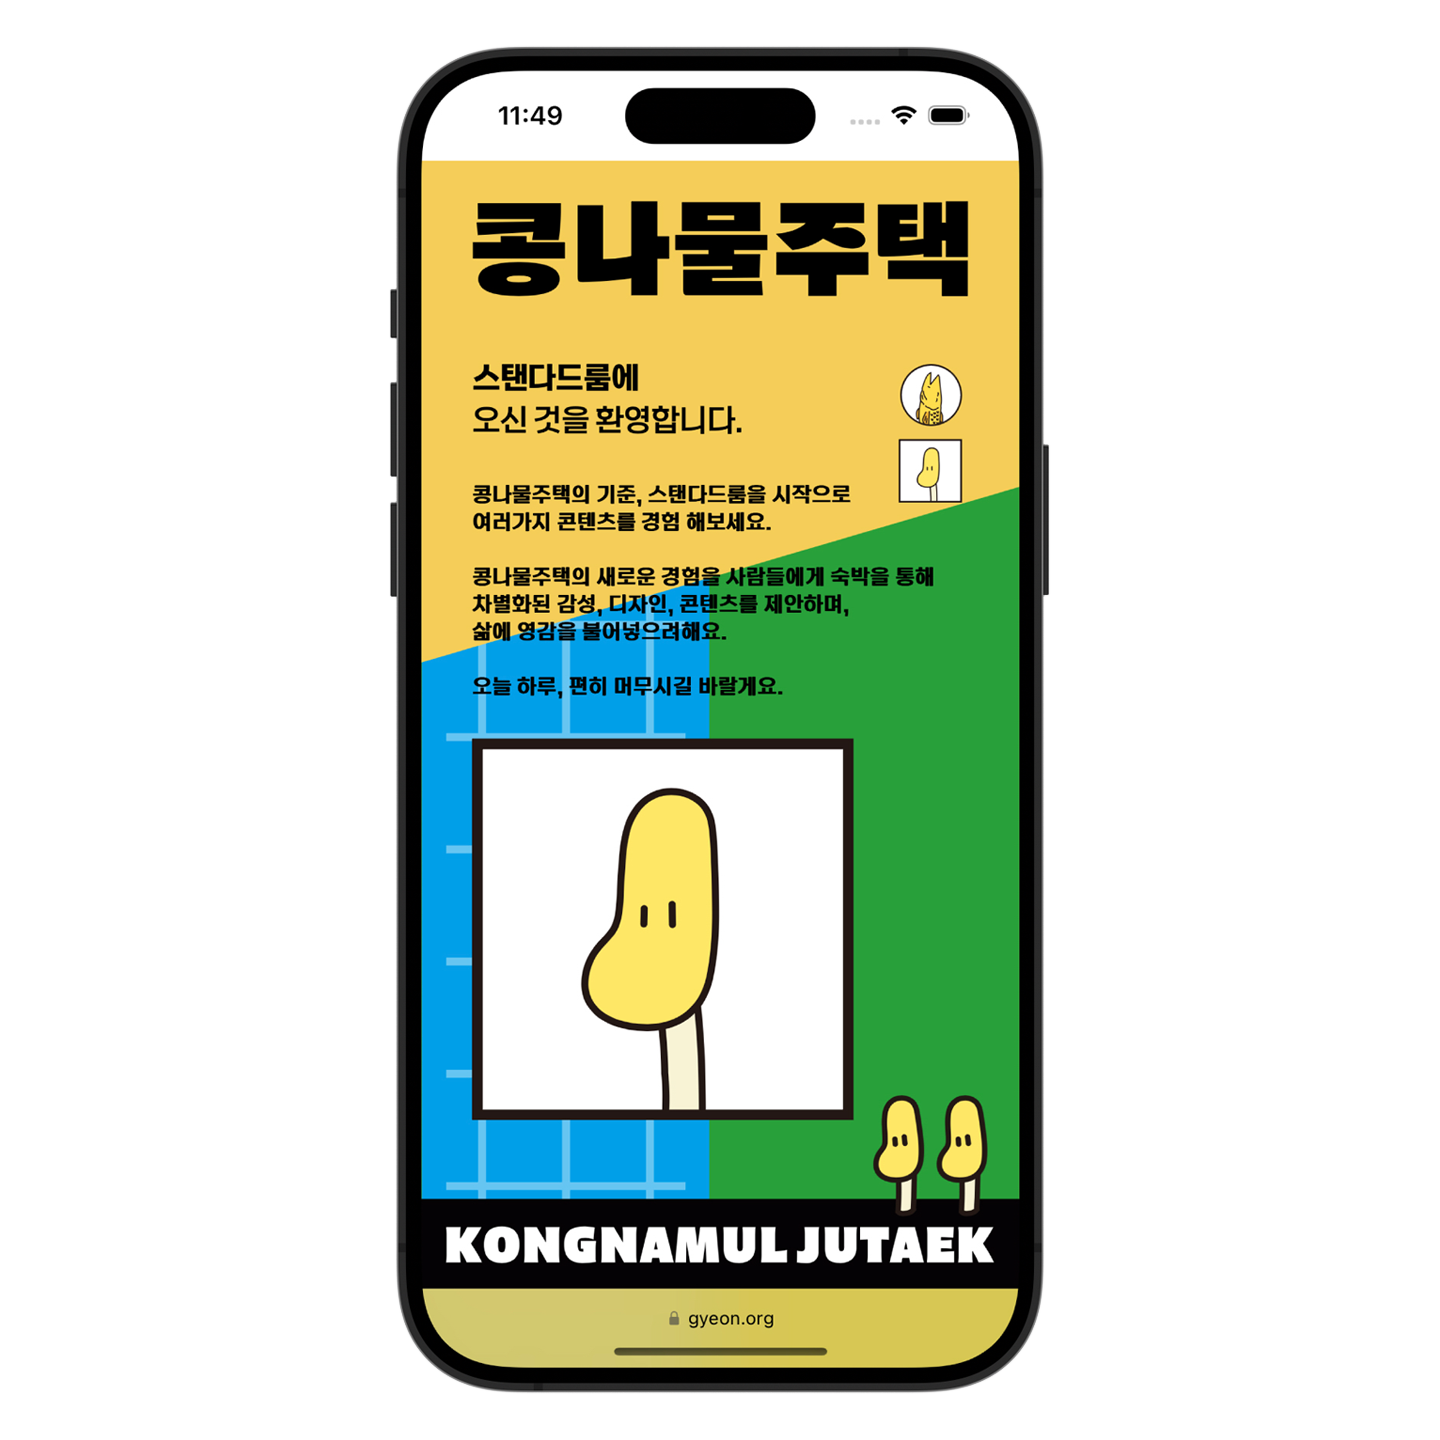 11:49
콩나물주택
스탠다드룸에
오신 것을 환영합니다.
콩나물주택의 기준, 스탠다드룸을 시작으로
여러가지 콘텐츠를 경험 해보세요.
콩나물주택의 새로운 경험을 사람들에게 숙박을 통해
차별화된 감성, 디자인, 콘텐츠를 제안하며,
삶에 영감을 불어넣으려해요.
오늘 하루, 편히 머무시길 바랄게요.
KONGNAMUL JUTAEK
gyeon.org